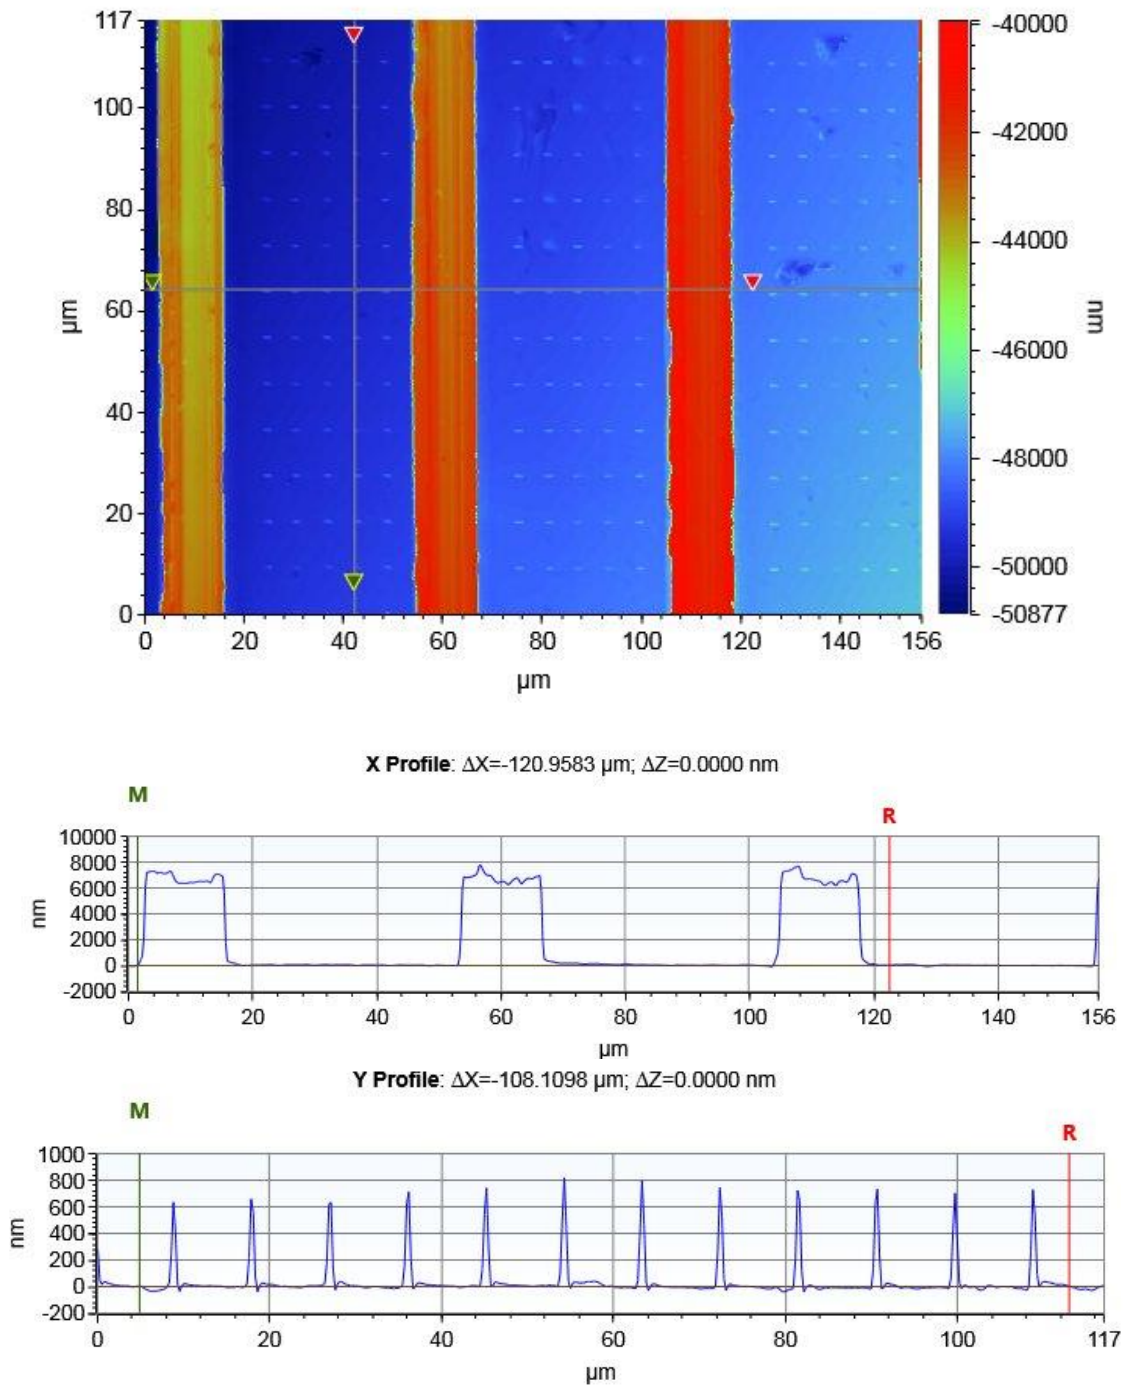 117
100
80
60
40
20
0
µm
0 20 40 60 80 100 120 140 156
µm
-40000
-42000
-44000
-46000
-48000
-50000
-50877
nm
X Profile: ΔX=-120.9583 µm; ΔZ=0.0000 nm
M
R
10000
8000
6000
4000
2000
0
-2000
nm
0 20 40 60 80 100 120 140 156
µm
Y Profile: ΔX=-108.1098 µm; ΔZ=0.0000 nm
M
R
1000
800
600
400
200
0
-200
nm
0 20 40 60 80 100 117
µm